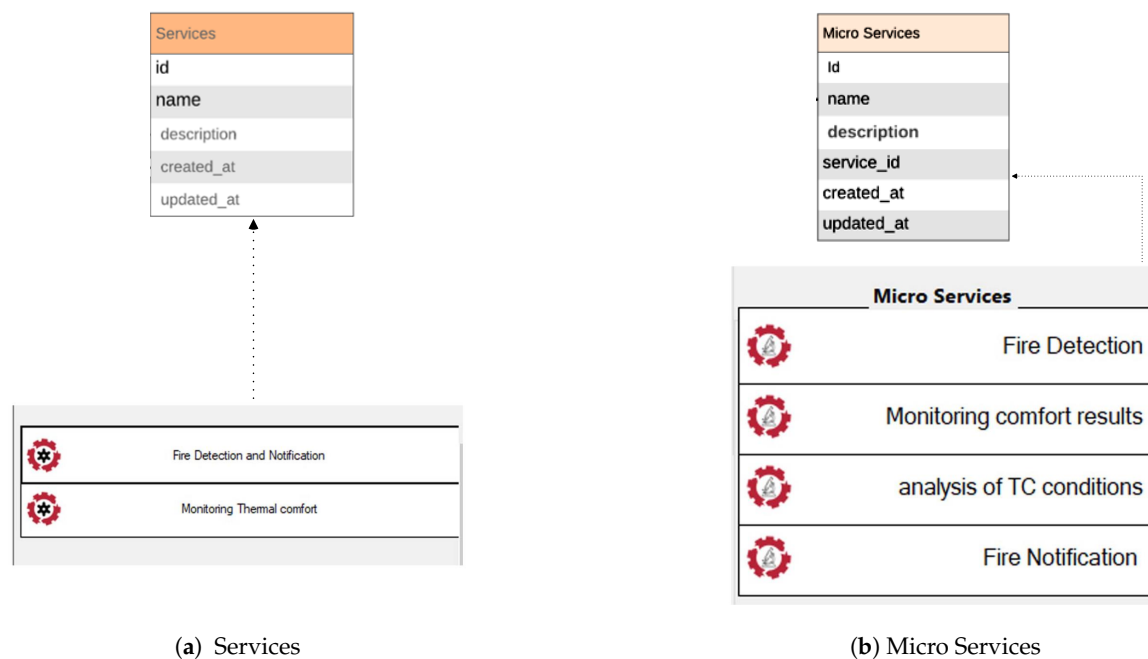 Services
id
name
description
created_at
updated_at
Fire Detection and Notification
Monitoring Thermal comfort
(a) Services
Micro Services
Id
name
description
service_id
created_at
updated_at
Micro Services
Fire Detection
Monitoring comfort results
analysis of TC conditions
Fire Notification
(b) Micro Services